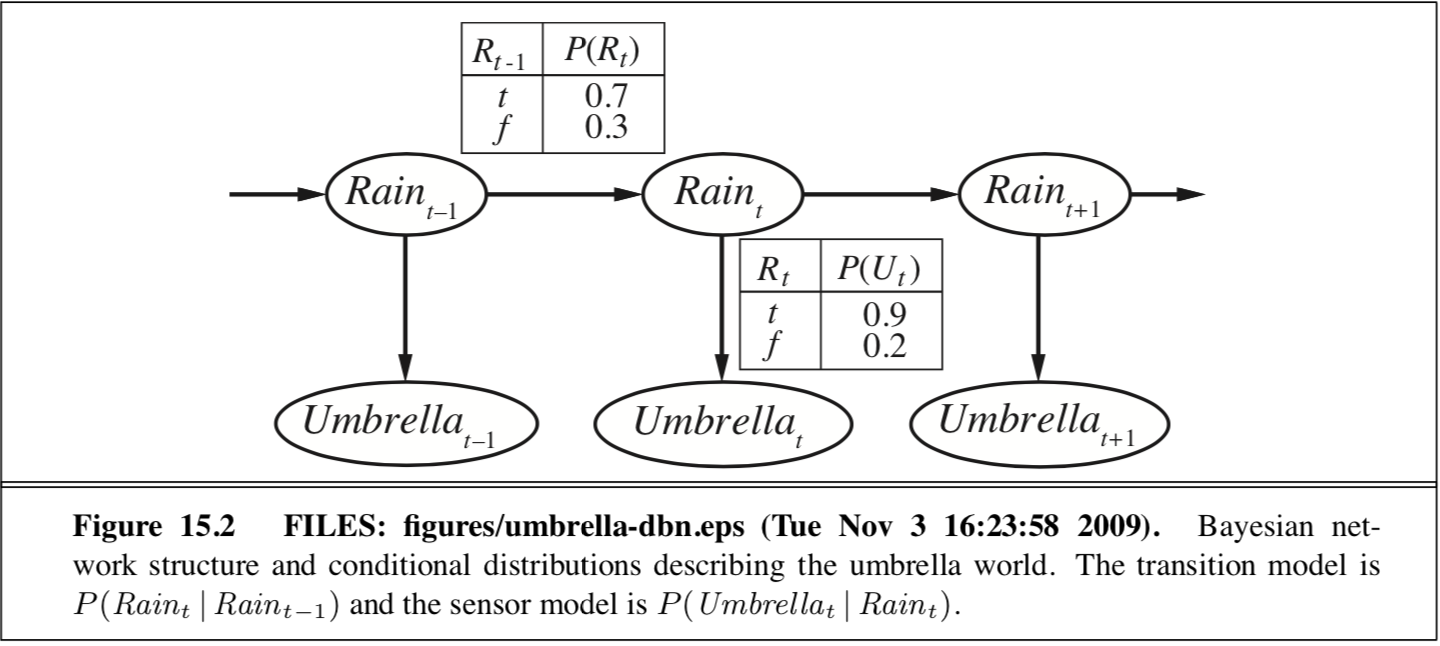 R_{t-1} P(R_t)
t 0.7
f 0.3
Rain_{t–1} Rain_t Rain_{t+1}
R_t P(U_t)
t 0.9
f 0.2
Umbrella_{t–1} Umbrella_t Umbrella_{t+1}
Figure 15.2 FILES: figures/umbrella-dbn.eps (Tue Nov 3 16:23:58 2009). Bayesian net-
work structure and conditional distributions describing the umbrella world. The transition model is
P(Rain_t | Rain_{t−1}) and the sensor model is P(Umbrella_t | Rain_t).